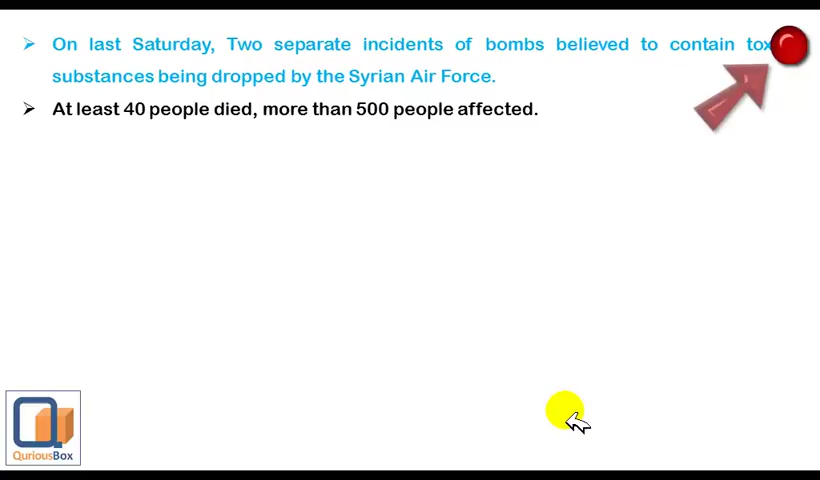 On last Saturday, Two separate incidents of bombs believed to contain
substances being dropped by the Syrian Air Force.
At least 40 people died, more than 500 people affected.
QuriousBox